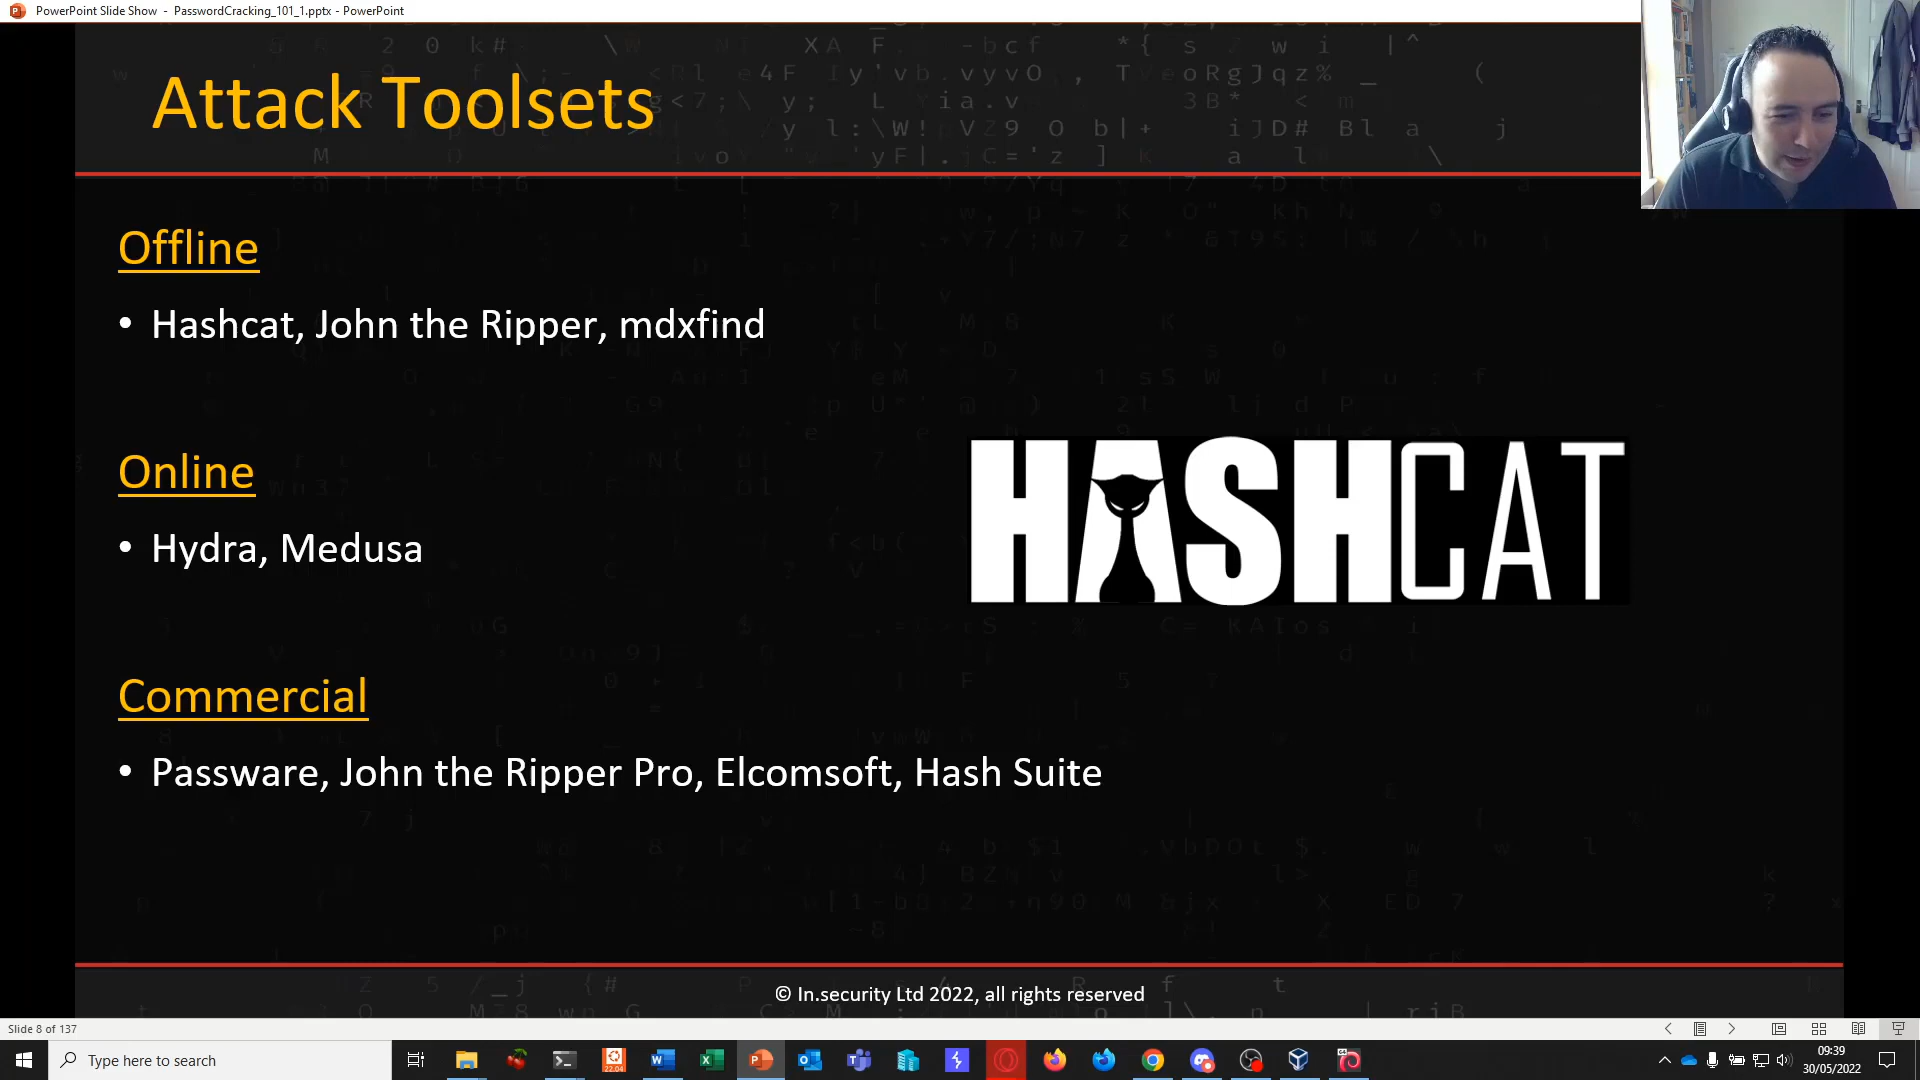 PowerPoint Slide Show - PasswordCracking_101_1.pptx - PowerPoint
Attack Toolsets
Offline
• Hashcat, John the Ripper, mdxfind
HASHCAT
Online
• Hydra, Medusa
Commercial
• Passware, John the Ripper Pro, Elcomsoft, Hash Suite
© In.security Ltd 2022, all rights reserved
Slide 8 of 137
Type here to search
22.04
09:39
30/05/2022